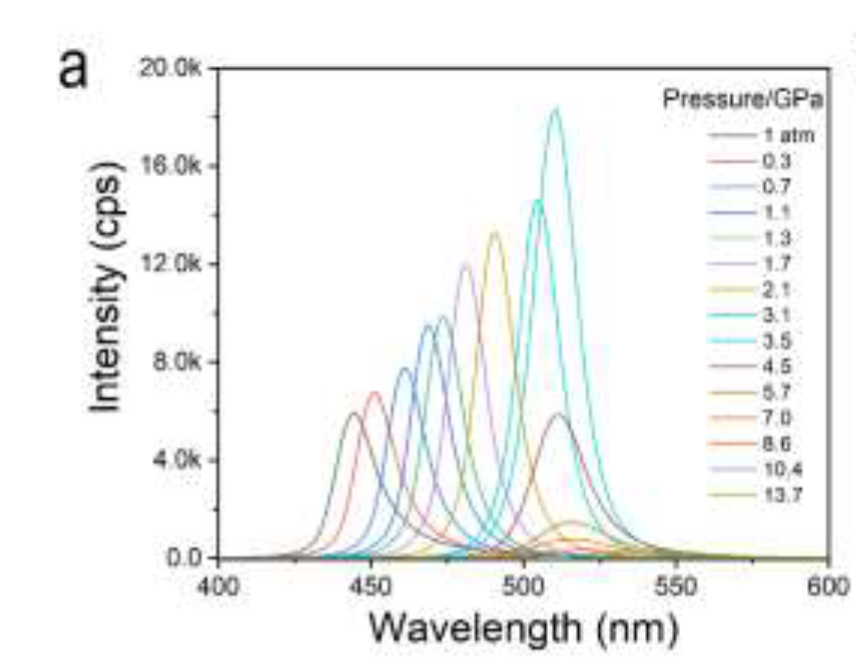 a
20.0k
16.0k
12.0k
8.0k
4.0k
0.0
Intensity (cps)
400
450
500
550
600
Wavelength (nm)
Pressure/GPa
1 atm
0.3
0.7
1.1
1.3
1.7
2.1
3.1
3.5
4.5
5.7
7.0
8.6
10.4
13.7